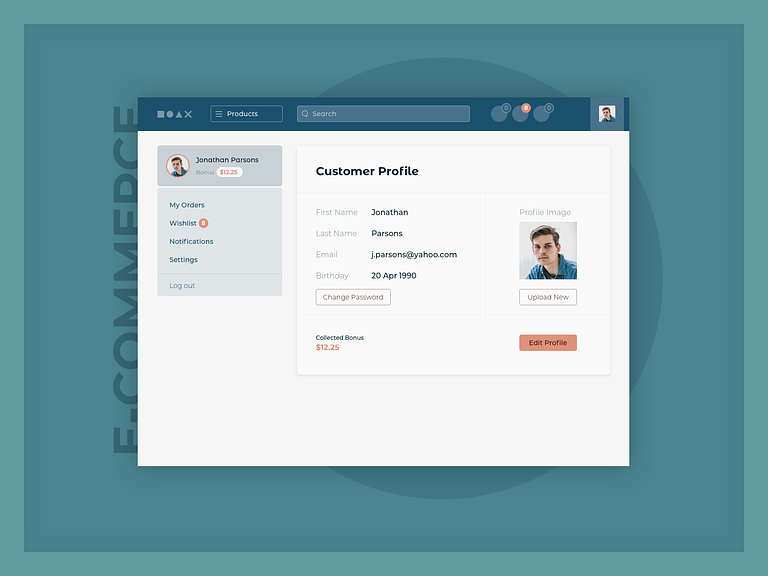 E-COMMERCE
Products
Search
0
8
0
Jonathan Parsons
Bonus $12.25
My Orders
Wishlist 8
Notifications
Settings
Log out
Customer Profile
First Name Jonathan
Last Name Parsons
Email j.parsons@yahoo.com
Birthday 20 Apr 1990
Change Password
Profile Image
Upload New
Collected Bonus
$12.25
Edit Profile